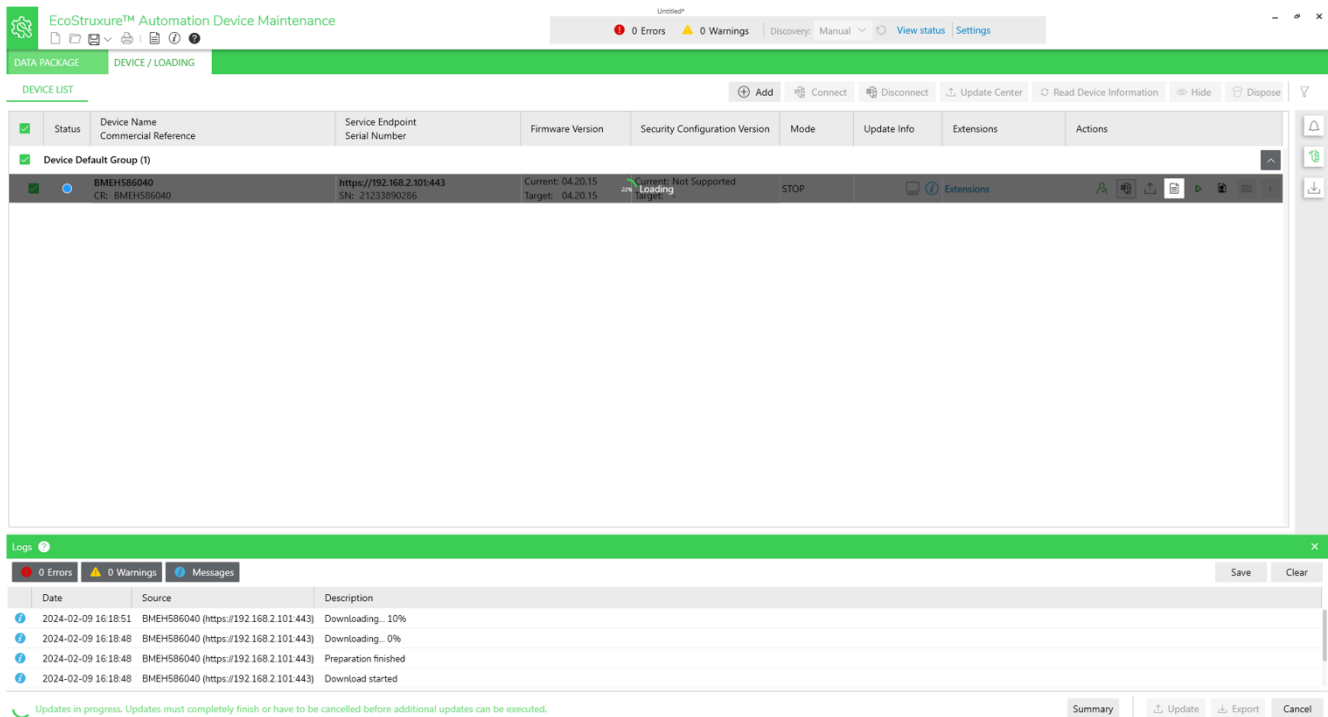 Untitled*
EcoStruxure™ Automation Device Maintenance
0 Errors 0 Warnings Discovery: Manual View status Settings
DATA PACKAGE DEVICE / LOADING
DEVICE LIST
Add Connect Disconnect Update Center Read Device Information Hide Dispose
Status Device Name Service Endpoint Firmware Version Security Configuration Version Mode Update Info Extensions Actions
Commercial Reference Serial Number
Device Default Group (1)
BMEH586040 https://192.168.2.101:443 Current: 04.20.15 Current: Not Supported
22% Loading STOP Extensions
CR: BMEH586040 SN: 21233890286 Target: 04.20.15 Target: -
Logs ?
0 Errors 0 Warnings Messages Save Clear
Date Source Description
2024-02-09 16:18:51 BMEH586040 (https://192.168.2.101:443) Downloading... 10%
2024-02-09 16:18:48 BMEH586040 (https://192.168.2.101:443) Downloading... 0%
2024-02-09 16:18:48 BMEH586040 (https://192.168.2.101:443) Preparation finished
2024-02-09 16:18:48 BMEH586040 (https://192.168.2.101:443) Download started
Updates in progress. Updates must completely finish or have to be cancelled before additional updates can be executed. Summary Update Export Cancel